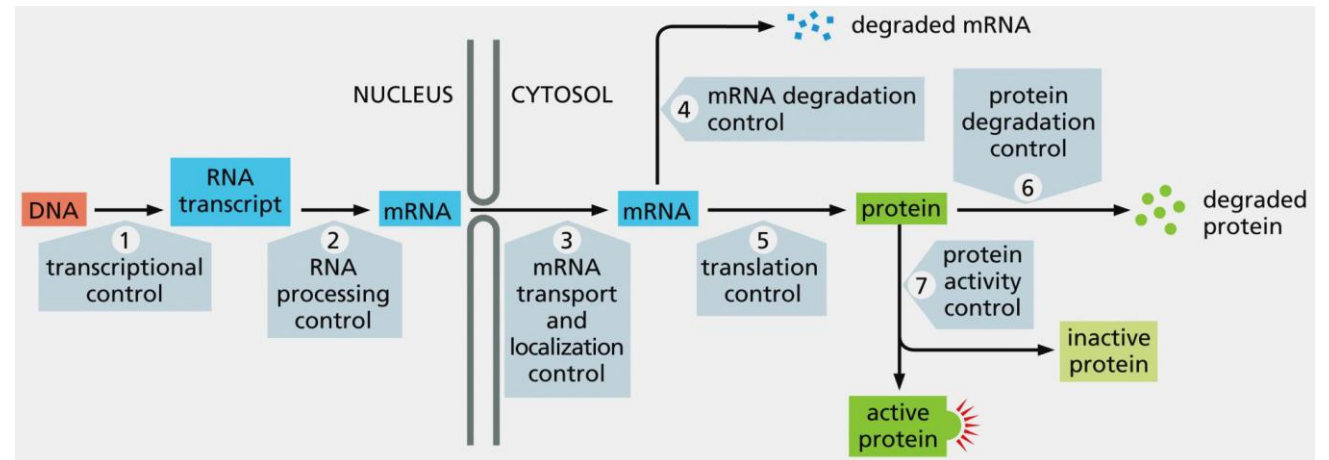 degraded mRNA
NUCLEUS
CYTOSOL
4
mRNA degradation
control
protein
degradation
control
6
DNA
RNA
transcript
mRNA
mRNA
protein
degraded
protein
1
transcriptional
control
2
RNA
processing
control
3
mRNA
transport
and
localization
control
5
translation
control
7
protein
activity
control
inactive
protein
active
protein